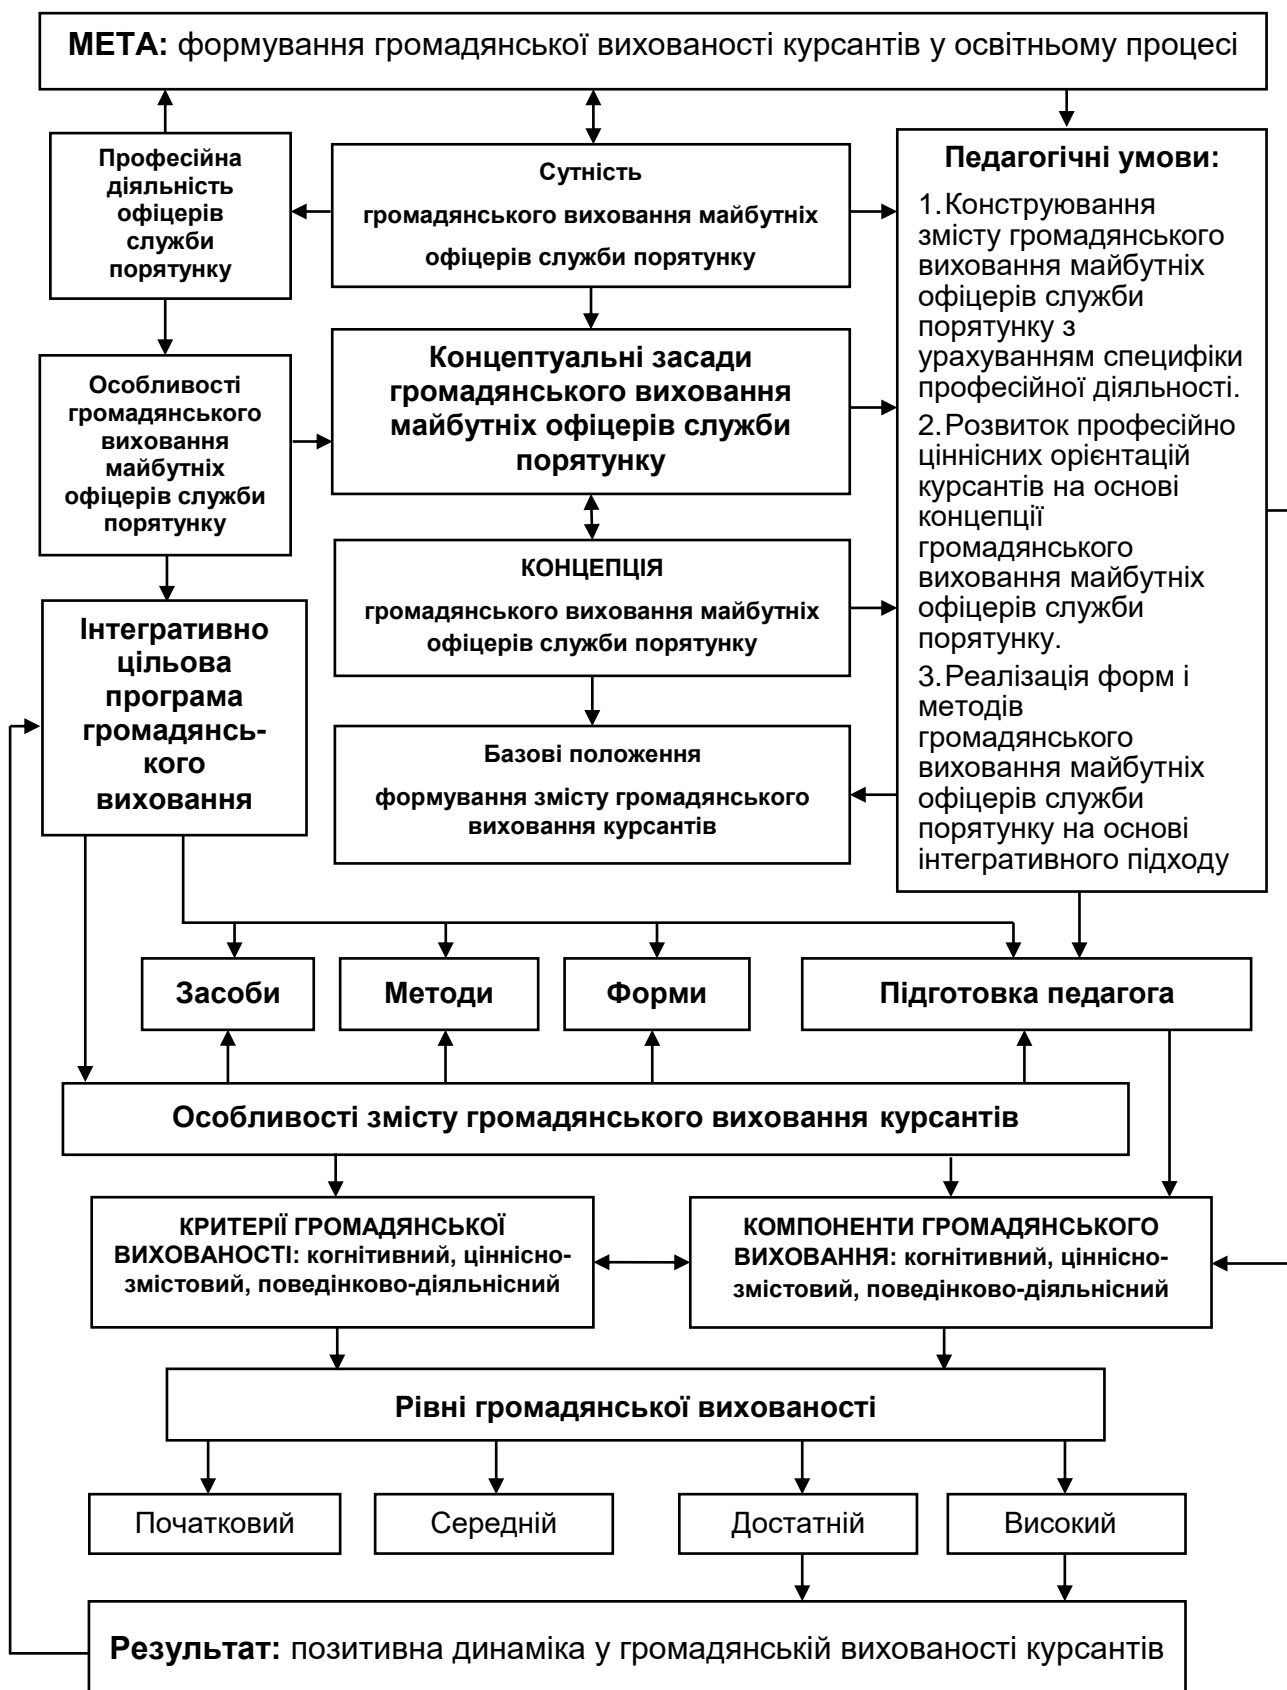 МЕТА: формування громадянської вихованості курсантів у освітньому процесі
Професійна
діяльність
офіцерів
служби
порятунку
Сутність
громадянського виховання майбутніх
офіцерів служби порятунку
Педагогічні умови:
1.Конструювання
змісту громадянського
виховання майбутніх
офіцерів служби
порятунку з
урахуванням специфіки
професійної діяльності.
2.Розвиток професійно
ціннісних орієнтацій
курсантів на основі
концепції
громадянського
виховання майбутніх
офіцерів служби
порятунку.
3.Реалізація форм і
методів
громадянського
виховання майбутніх
офіцерів служби
порятунку на основі
інтегративного підходу
Особливості
громадянського
виховання
майбутніх
офіцерів служби
порятунку
Концептуальні засади
громадянського виховання
майбутніх офіцерів служби
порятунку
КОНЦЕПЦІЯ
громадянського виховання майбутніх
офіцерів служби порятунку
Інтегративно
цільова
програма
громадянсь-
кого
виховання
Базові положення
формування змісту громадянського
виховання курсантів
Засоби
Методи
Форми
Підготовка педагога
Особливості змісту громадянського виховання курсантів
КРИТЕРІЇ ГРОМАДЯНСЬКОЇ
ВИХОВАНОСТІ: когнітивний, ціннісно-
змістовий, поведінково-діяльнісний
КОМПОНЕНТИ ГРОМАДЯНСЬКОГО
ВИХОВАННЯ: когнітивний, ціннісно-
змістовий, поведінково-діяльнісний
Рівні громадянської вихованості
Початковий
Середній
Достатній
Високий
Результат: позитивна динаміка у громадянській вихованості курсантів